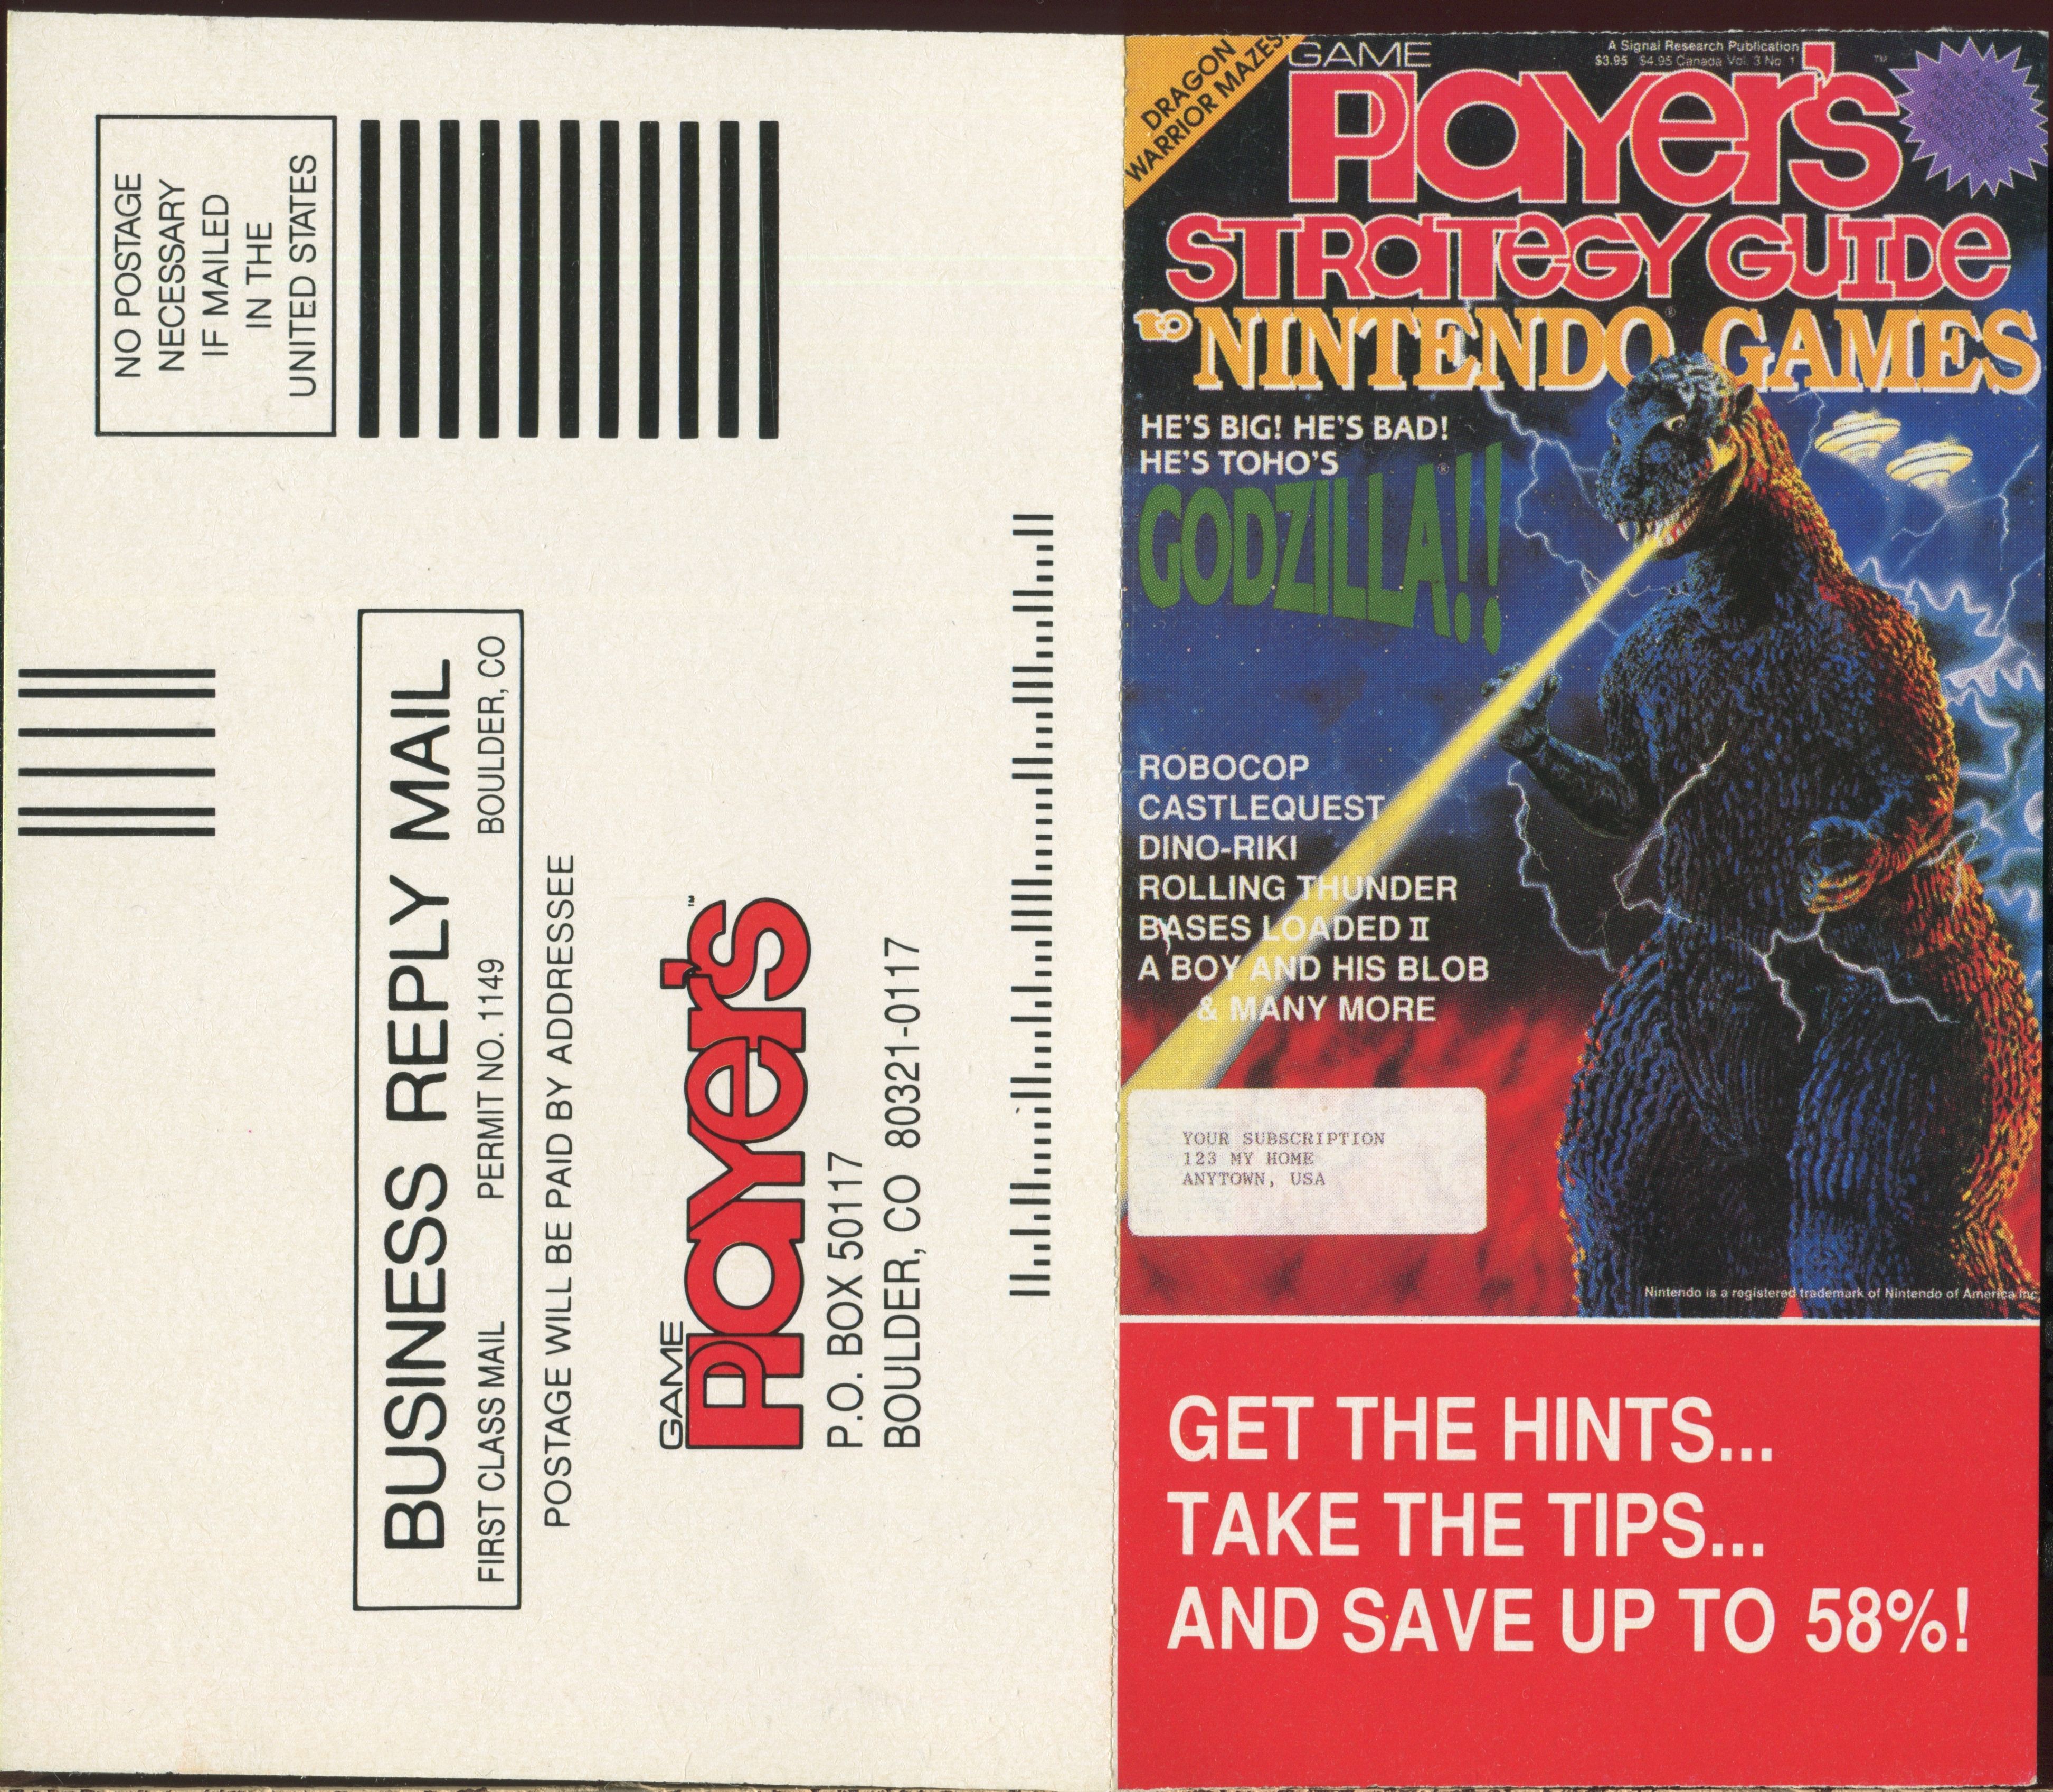 NO POSTAGE
NECESSARY
IF MAILED
IN THE
UNITED STATES
BUSINESS REPLY MAIL
FIRST CLASS MAIL PERMIT NO. 1149 BOULDER, CO
POSTAGE WILL BE PAID BY ADDRESSEE
GAME
Player's™
P.O. BOX 50117
BOULDER, CO 80321-0117
DRAGON
WARRIOR MAZES!
GAME
A Signal Research Publication
$3.95 $4.95 Canada Vol. 3 No. 1
Player's™
STRATEGY GUIDE
to NINTENDO® GAMES
HE'S BIG! HE'S BAD!
HE'S TOHO'S
GODZILLA®!!
ROBOCOP
CASTLEQUEST
DINO-RIKI
ROLLING THUNDER
BASES LOADED II
A BOY AND HIS BLOB
& MANY MORE
YOUR SUBSCRIPTION
123 MY HOME
ANYTOWN, USA
Nintendo is a registered trademark of Nintendo of America Inc
GET THE HINTS...
TAKE THE TIPS...
AND SAVE UP TO 58%!